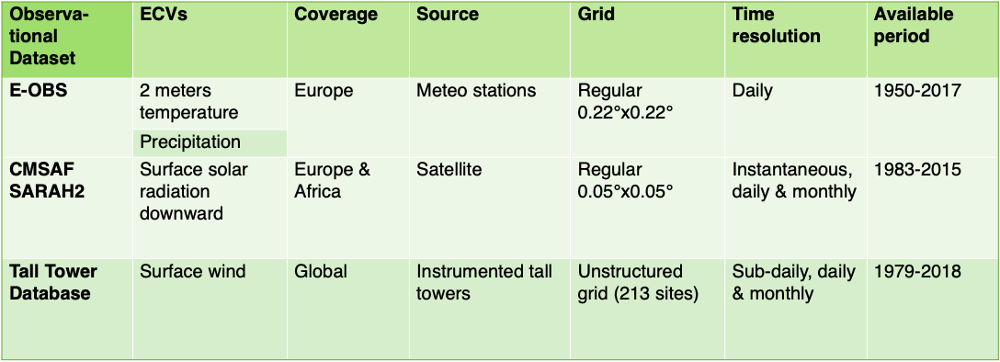 Observa-
tional
Dataset
ECVs
Coverage
Source
Grid
Time
resolution
Available
period
E-OBS
2 meters
temperature
Precipitation
Europe
Meteo stations
Regular
0.22°x0.22°
Daily
1950-2017
CMSAF
SARAH2
Surface solar
radiation
downward
Europe &
Africa
Satellite
Regular
0.05°x0.05°
Instantaneous,
daily & monthly
1983-2015
Tall Tower
Database
Surface wind
Global
Instrumented tall
towers
Unstructured
grid (213 sites)
Sub-daily, daily
& monthly
1979-2018